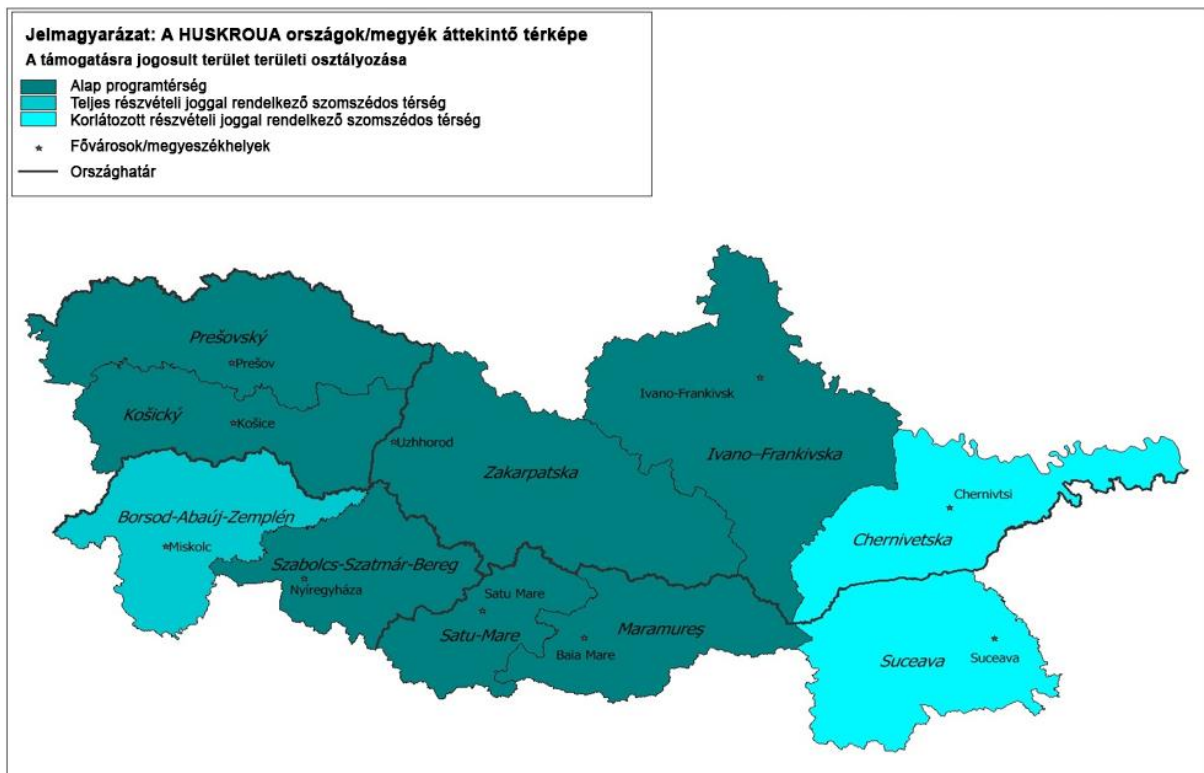 Jelmagyarázat: A HUSKROUA országok/megyék áttekintő térképe
A támogatásra jogosult terület területi osztályozása
Alap programtérség
Teljes részvételi joggal rendelkező szomszédos térség
Korlátozott részvételi joggal rendelkező szomszédos térség
Fővárosok/megyeszékhelyek
Országhatár
Prešovský
Prešov
Košický
Košice
Uzhhorod
Zakarpatska
Ivano-Frankivsk
Ivano–Frankivska
Chernivtsi
Chernivetska
Borsod-Abaúj-Zemplén
Miskolc
Szabolcs-Szatmár-Bereg
Nyíregyháza
Satu Mare
Satu-Mare
Baia Mare
Maramureş
Suceava
Suceava